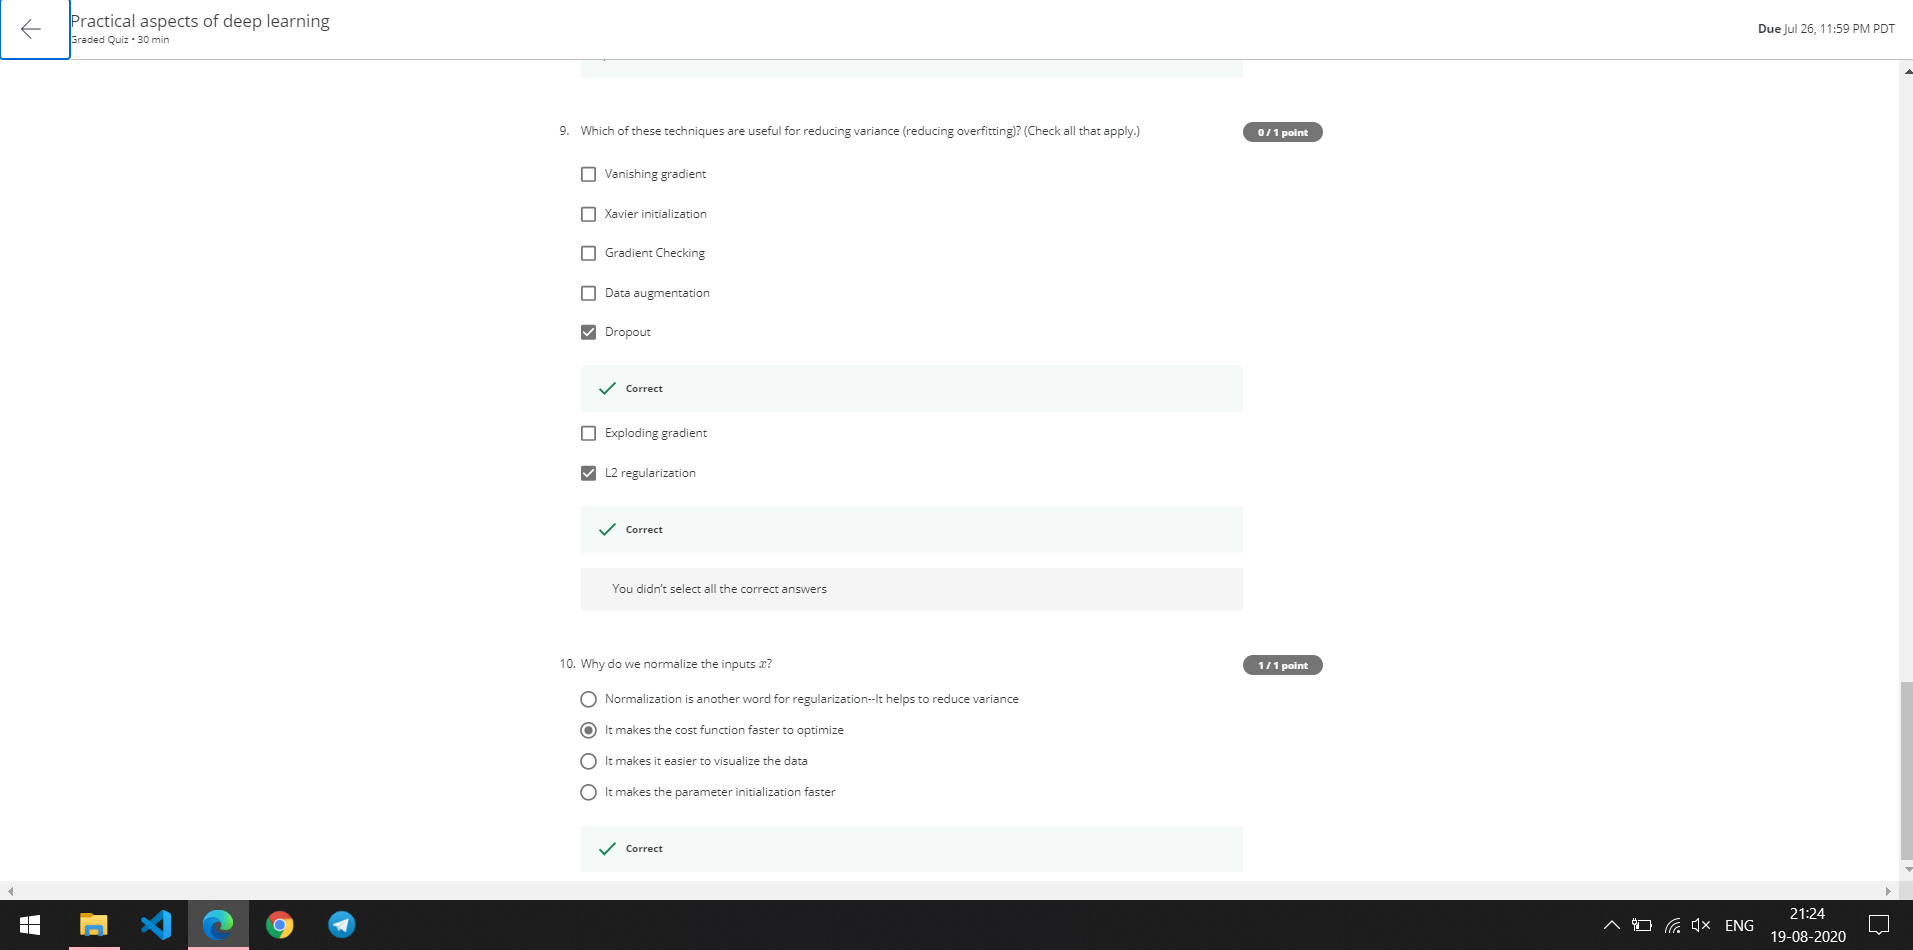 Practical aspects of deep learning
Graded Quiz • 30 min
Due Jul 26, 11:59 PM PDT
9. Which of these techniques are useful for reducing variance (reducing overfitting)? (Check all that apply.)
0 / 1 point
Vanishing gradient
Xavier initialization
Gradient Checking
Data augmentation
Dropout
Correct
Exploding gradient
L2 regularization
Correct
You didn't select all the correct answers
10. Why do we normalize the inputs x?
1 / 1 point
Normalization is another word for regularization--It helps to reduce variance
It makes the cost function faster to optimize
It makes it easier to visualize the data
It makes the parameter initialization faster
Correct
ENG
21:24
19-08-2020